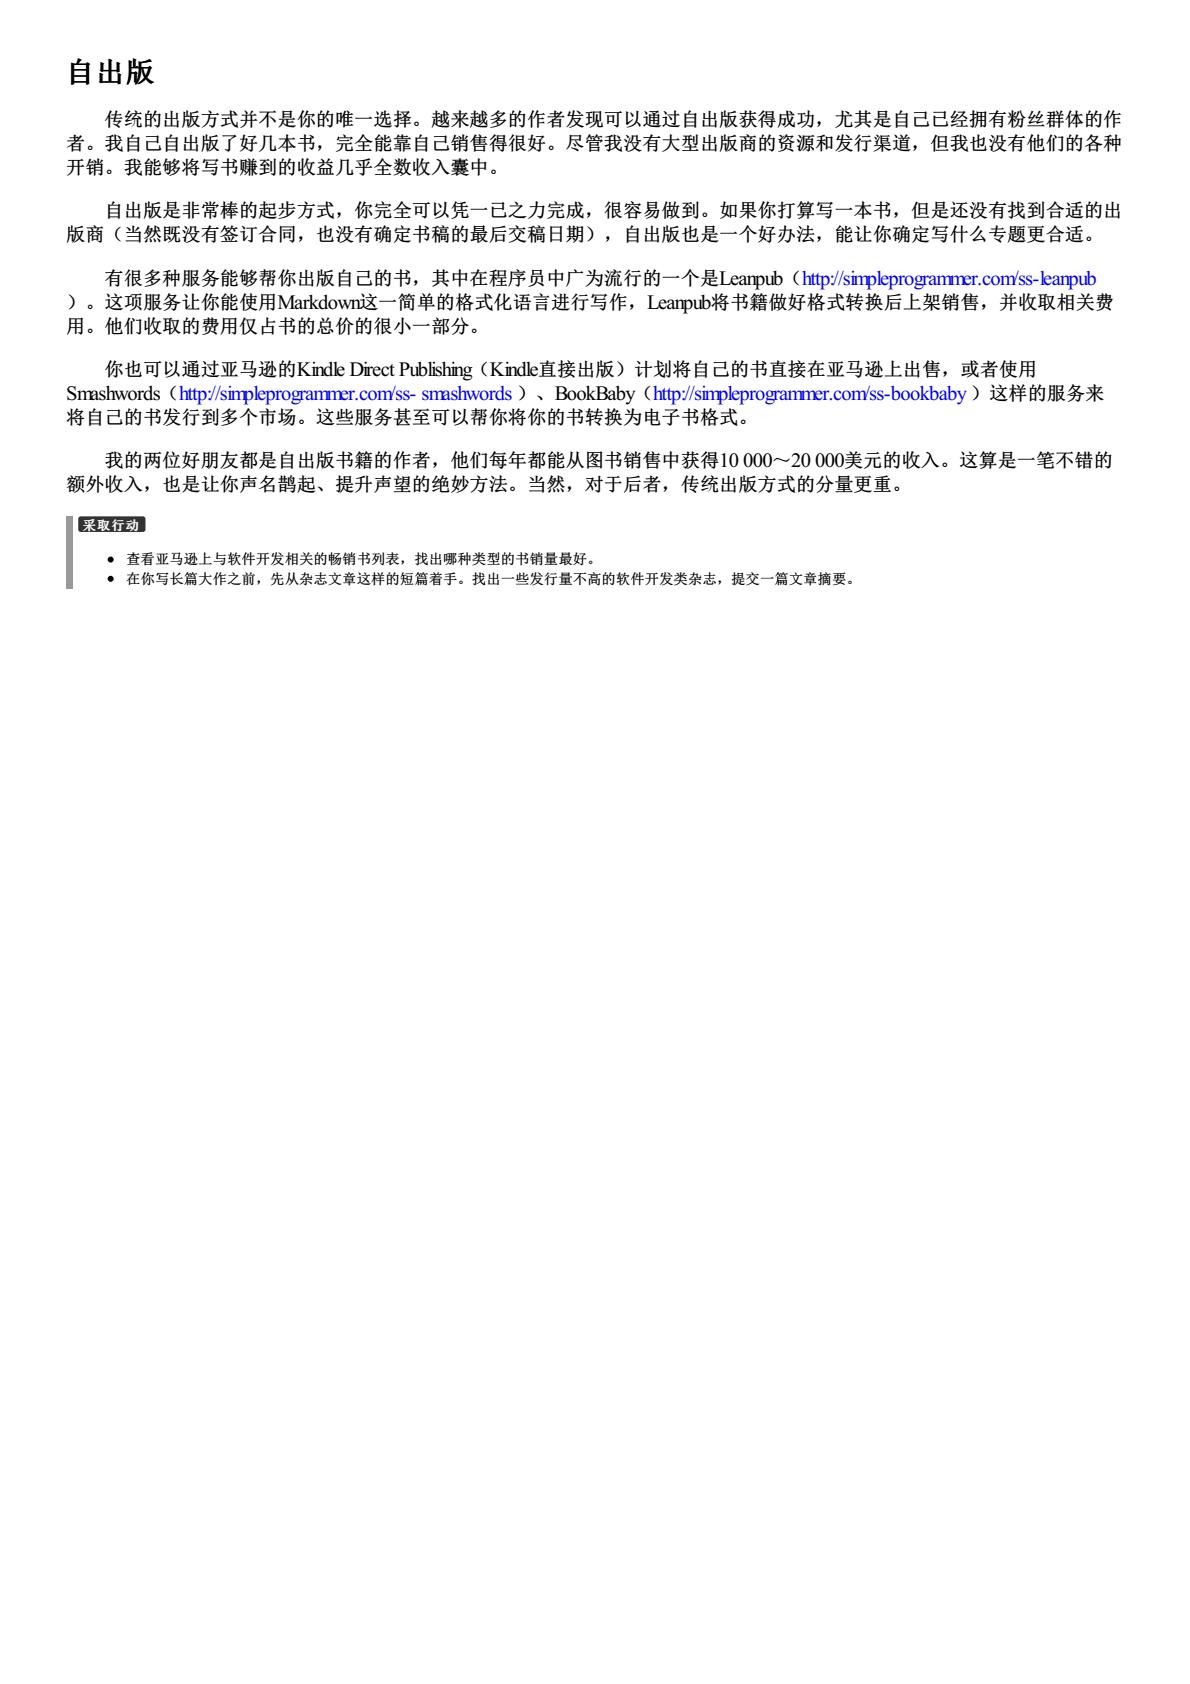 自出版
传统的出版方式并不是你的唯一选择。越来越多的作者发现可以通过自出版获得成功，尤其是自己已经拥有粉丝群体的作
者。我自己自出版了好几本书，完全能靠自己销售得很好。尽管我没有大型出版商的资源和发行渠道，但我也没有他们的各种
开销。我能够将写书赚到的收益几乎全数收入囊中。
自出版是非常棒的起步方式，你完全可以凭一已之力完成，很容易做到。如果你打算写一本书，但是还没有找到合适的出
版商（当然既没有签订合同，也没有确定书稿的最后交稿日期），自出版也是一个好办法，能让你确定写什么专题更合适。
有很多种服务能够帮你出版自己的书，其中在程序员中广为流行的一个是Leanpub（http://simpleprogrammer.com/ss-leanpub
）。这项服务让你能使用Markdown这一简单的格式化语言进行写作，Leanpub将书籍做好格式转换后上架销售，并收取相关费
用。他们收取的费用仅占书的总价的很小一部分。
你也可以通过亚马逊的Kindle Direct Publishing（Kindle直接出版）计划将自己的书直接在亚马逊上出售，或者使用
Smashwords（http://simpleprogrammer.com/ss- smashwords ）、BookBaby（http://simpleprogrammer.com/ss-bookbaby ）这样的服务来
将自己的书发行到多个市场。这些服务甚至可以帮你将你的书转换为电子书格式。
我的两位好朋友都是自出版书籍的作者，他们每年都能从图书销售中获得10 000～20 000美元的收入。这算是一笔不错的
额外收入，也是让你声名鹊起、提升声望的绝妙方法。当然，对于后者，传统出版方式的分量更重。
采取行动
● 查看亚马逊上与软件开发相关的畅销书列表，找出哪种类型的书销量最好。
● 在你写长篇大作之前，先从杂志文章这样的短篇着手。找出一些发行量不高的软件开发类杂志，提交一篇文章摘要。